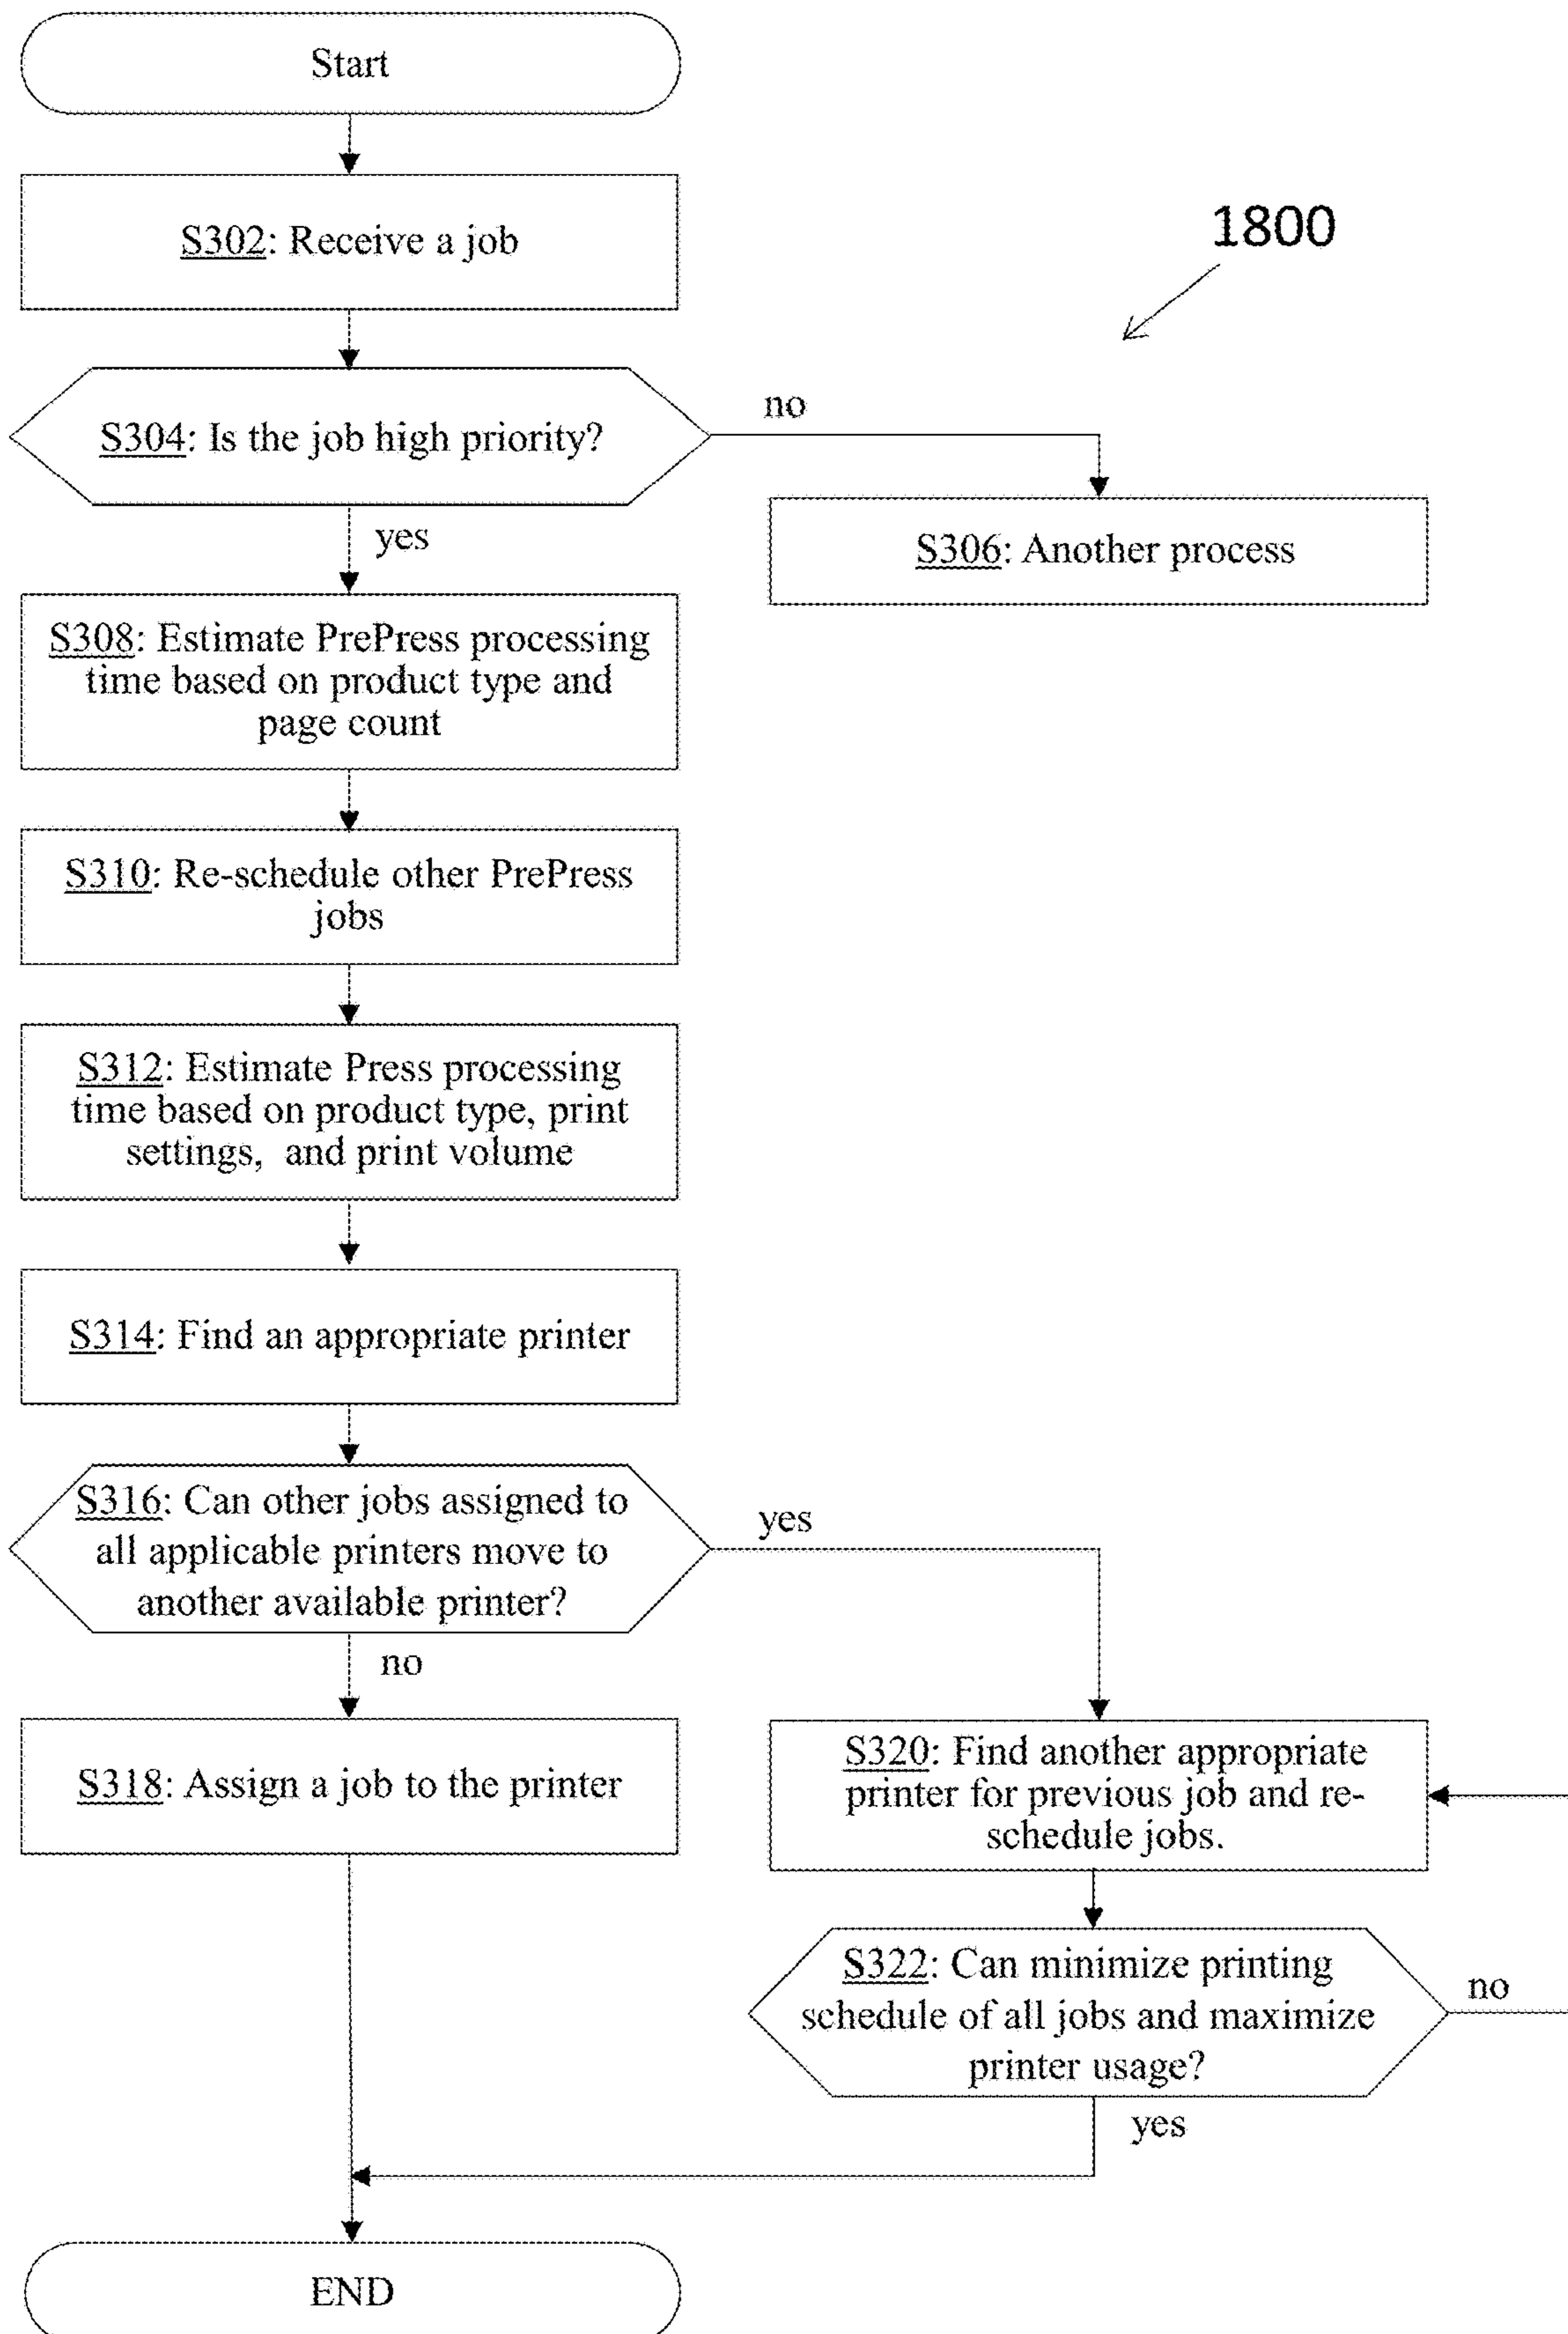 Start
S302: Receive a job
1800
S304: Is the job high priority?
no
yes
S306: Another process
S308: Estimate PrePress processing
time based on product type and
page count
S310: Re-schedule other PrePress
jobs
S312: Estimate Press processing
time based on product type, print
settings, and print volume
S314: Find an appropriate printer
S316: Can other jobs assigned to
all applicable printers move to
another available printer?
yes
no
S318: Assign a job to the printer
S320: Find another appropriate
printer for previous job and re-
schedule jobs.
S322: Can minimize printing
schedule of all jobs and maximize
printer usage?
no
yes
END